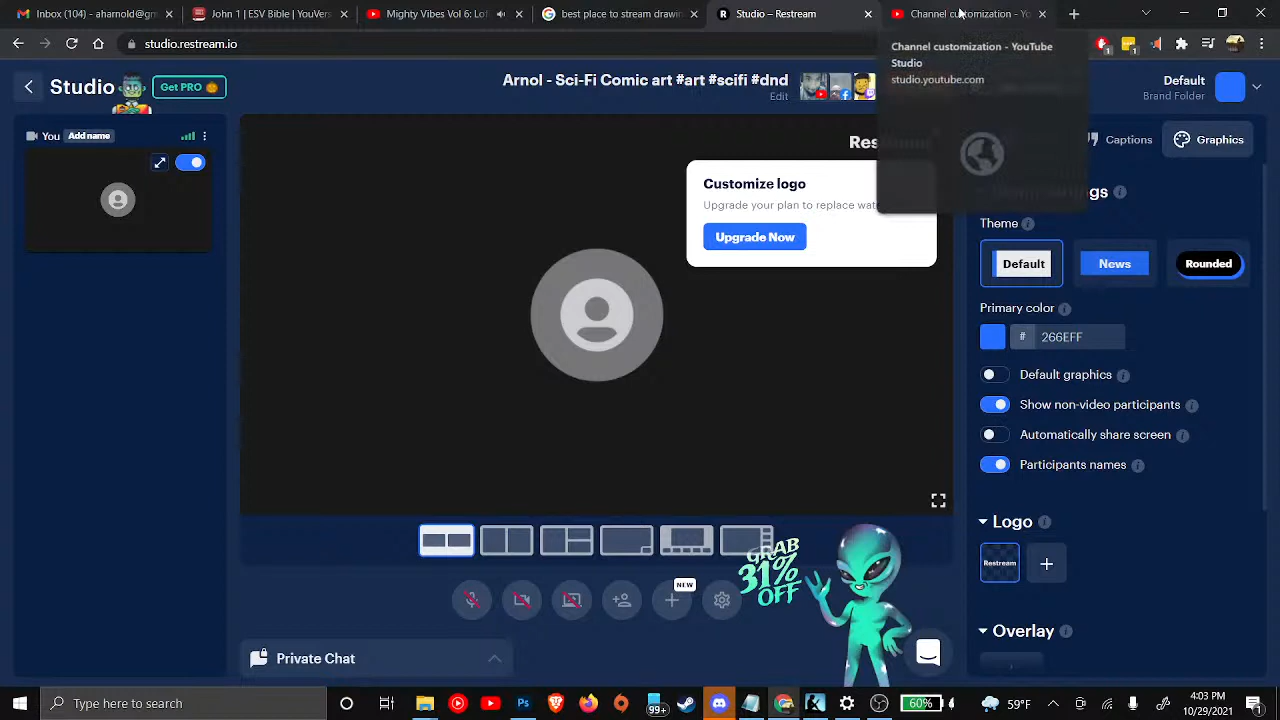 Inbox (104) - aharnold@gm
John 1 | ESV Bible | YouVers
Mighty Vibes Vol 6: Lof
best place to stream drawin
Studio – Restream
Channel customization - Yo
studio.restream.io
Channel customization - YouTube
Studio
studio.youtube.com
Studio
Get PRO
Arnol - Sci-Fi Comic art #art #scifi #dnd
Edit
Default
Brand Folder
You
Add name
Captions
Graphics
Customize logo
Upgrade your plan to replace
Upgrade Now
Theme
Default
News
Rounded
Primary color
# 266EFF
Default graphics
Show non-video participants
Automatically share screen
Participants names
Logo
Restream
Overlay
GRAB
31%
OFF
NEW
Private Chat
Type here to search
99+
60%
59°F
4:03 PM
10/29/2021